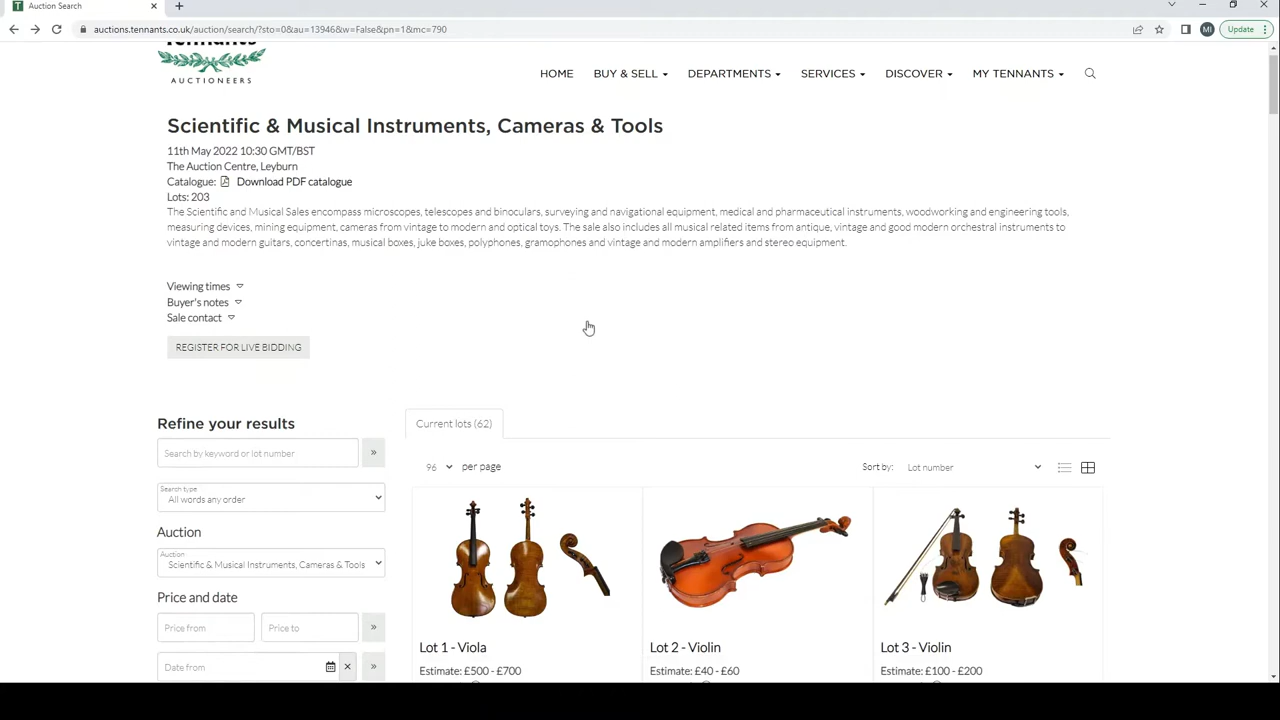 Auction Search
auctions.tennants.co.uk/auction/search/?sto=0&au=13946&w=False&pn=1&mc=790
MI
Update
Tennants
AUCTIONEERS
HOME BUY & SELL DEPARTMENTS SERVICES DISCOVER MY TENNANTS
Scientific & Musical Instruments, Cameras & Tools
11th May 2022 10:30 GMT/BST
The Auction Centre, Leyburn
Catalogue: Download PDF catalogue
Lots: 203
The Scientific and Musical Sales encompass microscopes, telescopes and binoculars, surveying and navigational equipment, medical and pharmaceutical instruments, woodworking and engineering tools,
measuring devices, mining equipment, cameras from vintage to modern and optical toys. The sale also includes all musical related items from antique, vintage and good modern orchestral instruments to
vintage and modern guitars, concertinas, musical boxes, juke boxes, polyphones, gramophones and vintage and modern amplifiers and stereo equipment.
Viewing times
Buyer's notes
Sale contact
REGISTER FOR LIVE BIDDING
Refine your results
Search by keyword or lot number »
Search type
All words any order
Auction
Auction
Scientific & Musical Instruments, Cameras & Tools
Price and date
Price from Price to »
Date from × »
Current lots (62)
96 per page
Sort by: Lot number
Lot 1 - Viola
Estimate: £500 - £700
Lot 2 - Violin
Estimate: £40 - £60
Lot 3 - Violin
Estimate: £100 - £200